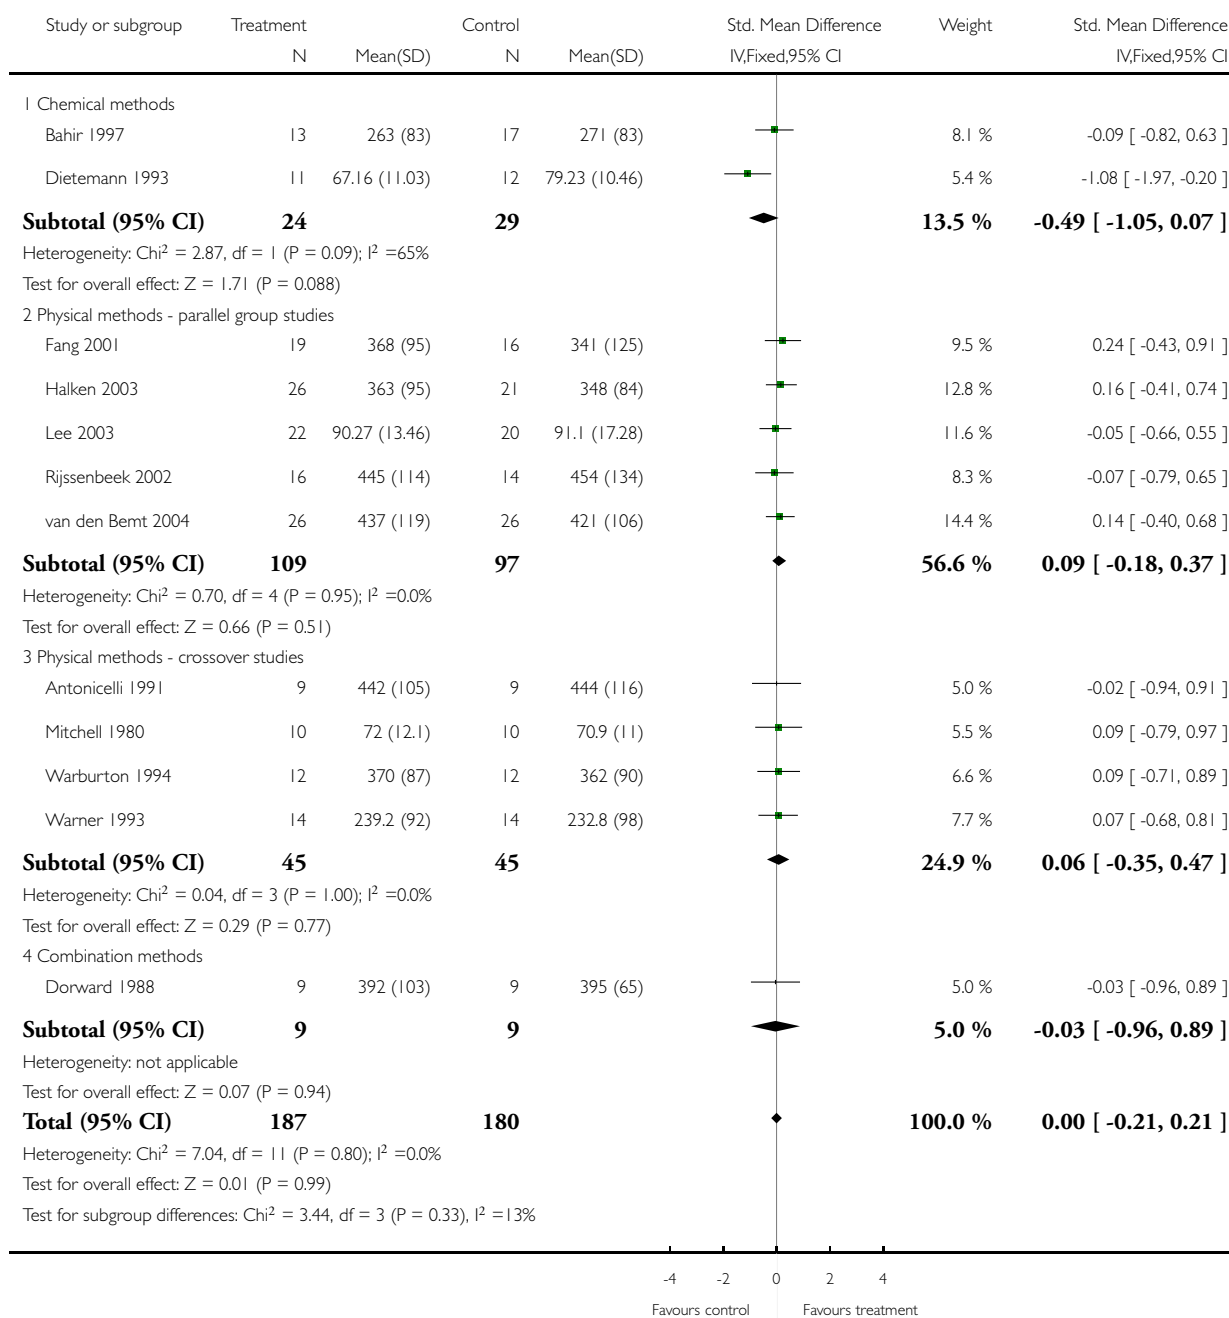 Study or subgroup Treatment Control Std. Mean Difference Weight Std. Mean Difference
N Mean(SD) N Mean(SD) IV,Fixed,95% CI IV,Fixed,95% CI
1 Chemical methods
Bahir 1997 13 263 (83) 17 271 (83) 8.1 % -0.09 [ -0.82, 0.63 ]
Dietemann 1993 11 67.16 (11.03) 12 79.23 (10.46) 5.4 % -1.08 [ -1.97, -0.20 ]
Subtotal (95% CI) 24 29 13.5 % -0.49 [ -1.05, 0.07 ]
Heterogeneity: Chi² = 2.87, df = 1 (P = 0.09); I² =65%
Test for overall effect: Z = 1.71 (P = 0.088)
2 Physical methods - parallel group studies
Fang 2001 19 368 (95) 16 341 (125) 9.5 % 0.24 [ -0.43, 0.91 ]
Halken 2003 26 363 (95) 21 348 (84) 12.8 % 0.16 [ -0.41, 0.74 ]
Lee 2003 22 90.27 (13.46) 20 91.1 (17.28) 11.6 % -0.05 [ -0.66, 0.55 ]
Rijssenbeek 2002 16 445 (114) 14 454 (134) 8.3 % -0.07 [ -0.79, 0.65 ]
van den Bemt 2004 26 437 (119) 26 421 (106) 14.4 % 0.14 [ -0.40, 0.68 ]
Subtotal (95% CI) 109 97 56.6 % 0.09 [ -0.18, 0.37 ]
Heterogeneity: Chi² = 0.70, df = 4 (P = 0.95); I² =0.0%
Test for overall effect: Z = 0.66 (P = 0.51)
3 Physical methods - crossover studies
Antonicelli 1991 9 442 (105) 9 444 (116) 5.0 % -0.02 [ -0.94, 0.91 ]
Mitchell 1980 10 72 (12.1) 10 70.9 (11) 5.5 % 0.09 [ -0.79, 0.97 ]
Warburton 1994 12 370 (87) 12 362 (90) 6.6 % 0.09 [ -0.71, 0.89 ]
Warner 1993 14 239.2 (92) 14 232.8 (98) 7.7 % 0.07 [ -0.68, 0.81 ]
Subtotal (95% CI) 45 45 24.9 % 0.06 [ -0.35, 0.47 ]
Heterogeneity: Chi² = 0.04, df = 3 (P = 1.00); I² =0.0%
Test for overall effect: Z = 0.29 (P = 0.77)
4 Combination methods
Dorward 1988 9 392 (103) 9 395 (65) 5.0 % -0.03 [ -0.96, 0.89 ]
Subtotal (95% CI) 9 9 5.0 % -0.03 [ -0.96, 0.89 ]
Heterogeneity: not applicable
Test for overall effect: Z = 0.07 (P = 0.94)
Total (95% CI) 187 180 100.0 % 0.00 [ -0.21, 0.21 ]
Heterogeneity: Chi² = 7.04, df = 11 (P = 0.80); I² =0.0%
Test for overall effect: Z = 0.01 (P = 0.99)
Test for subgroup differences: Chi² = 3.44, df = 3 (P = 0.33), I² =13%
-4 -2 0 2 4
Favours control Favours treatment